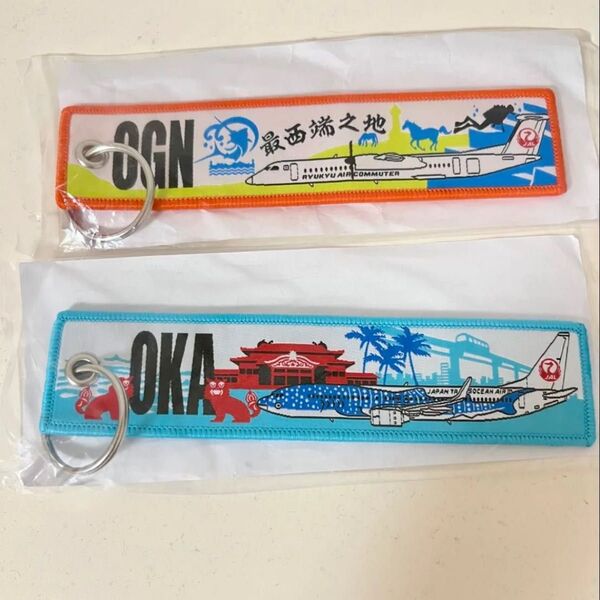 OGN
最西端之地
RYUKYU AIR COMMUTER
JAL
OKA
JAPAN TRANSOCEAN AIR
JAL